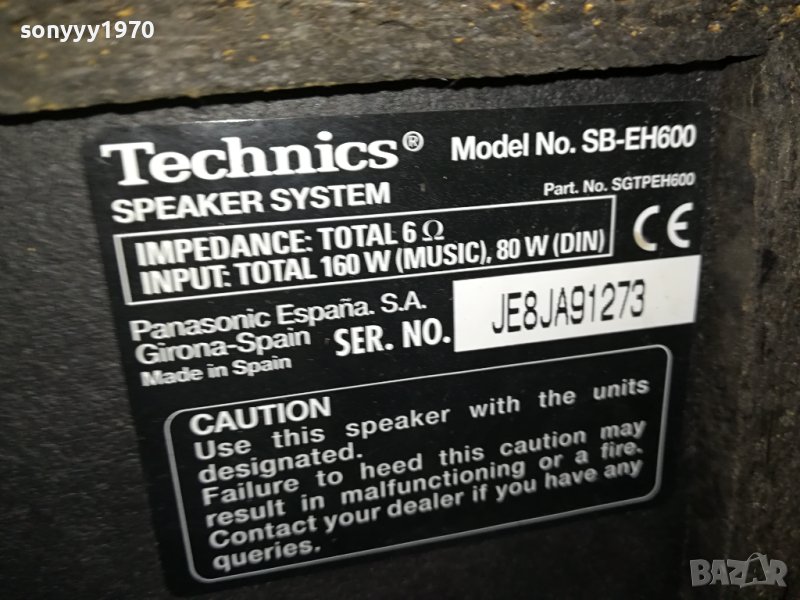 sonyyy1970
Technics® Model No. SB-EH600
SPEAKER SYSTEM Part. No. SGTPEH600
IMPEDANCE: TOTAL 6 Ω
INPUT: TOTAL 160 W (MUSIC), 80 W (DIN)
CE
Panasonic España. S.A.
Girona-Spain SER. NO. JE8JA91273
Made in Spain
CAUTION
Use this speaker with the units
designated.
Failure to heed this caution may
result in malfunctioning or a fire.
Contact your dealer if you have any
queries.
BAZAR